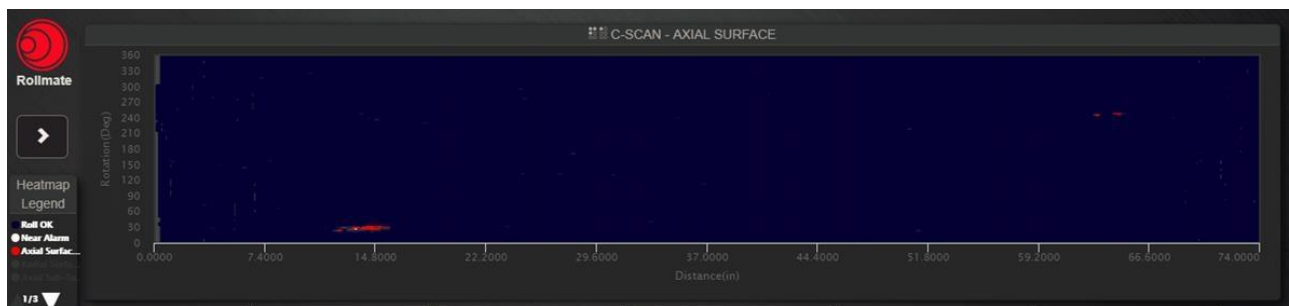 C-SCAN - AXIAL SURFACE
Rollmate
360
330
300
270
240
210
180
150
120
90
60
30
0
Rotation(Deg)
0.0000 7.4000 14.8000 22.2000 29.6000 37.0000 44.4000 51.8000 59.2000 66.6000 74.0000
Distance(in)
Heatmap
Legend
Roll OK
Near Alarm
Axial Surfac...
1/3